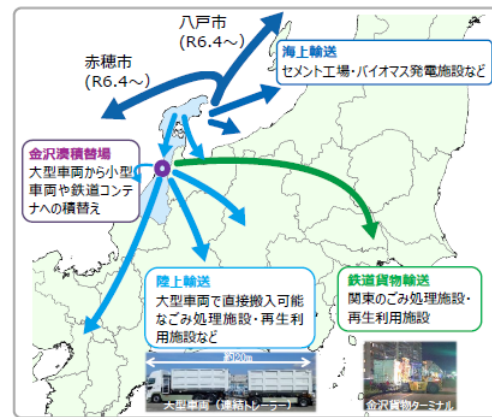 八戸市
(R6.4～)
赤穂市
(R6.4～)
海上輸送
セメント工場・バイオマス発電施設など
金沢湊積替場
大型車両から小型
車両や鉄道コンテ
ナへの積替え
陸上輸送
大型車両で直接搬入可能
なごみ処理施設・再生利
用施設など
鉄道貨物輸送
関東のごみ処理施設・
再生利用施設
約20m
大型車両（連結トレーラー）
金沢貨物ターミナル